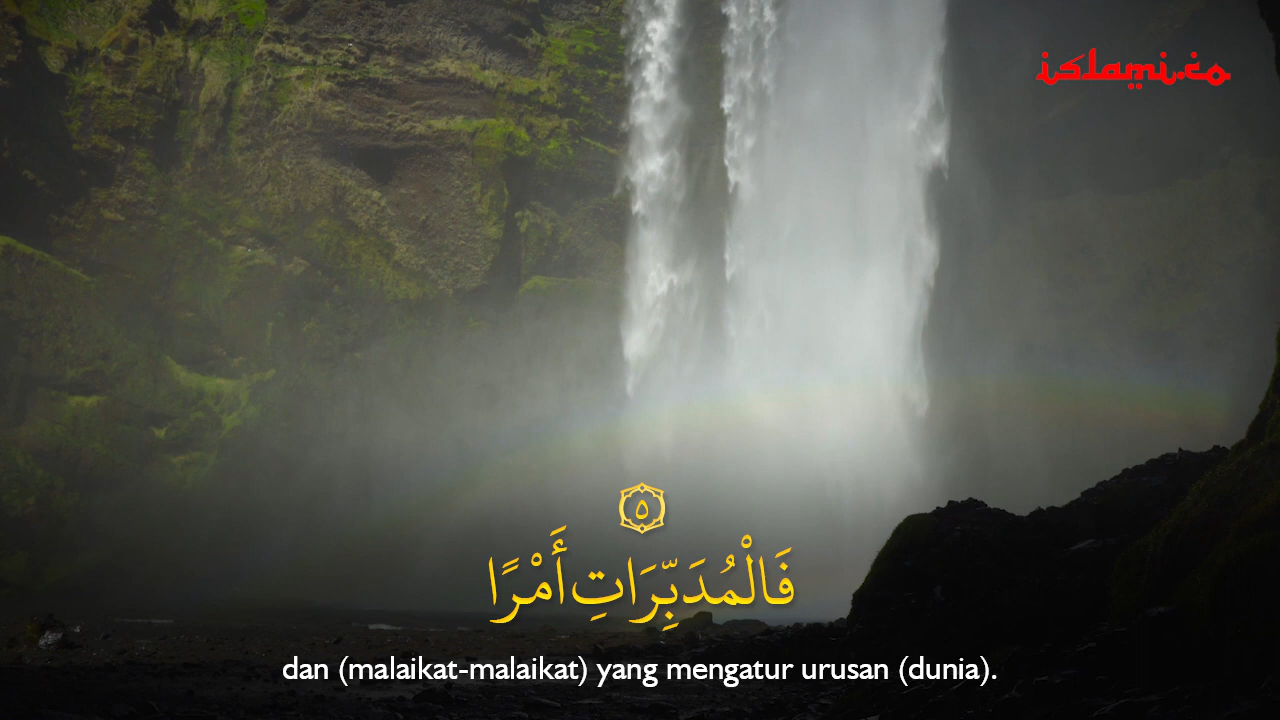 islami.co
٥
فَالْمُدَبِّرَاتِ أَمْرًا
dan (malaikat-malaikat) yang mengatur urusan (dunia).